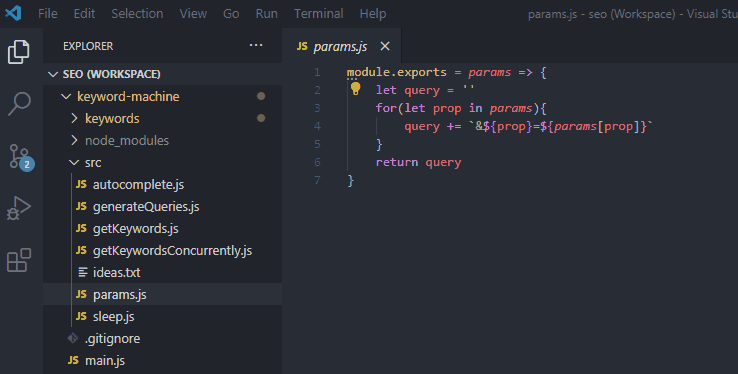 File Edit Selection View Go Run Terminal Help params.js - seo (Workspace) - Visual Stu
EXPLORER
SEO (WORKSPACE)
keyword-machine
keywords
node_modules
src
JS autocomplete.js
JS generateQueries.js
JS getKeywords.js
JS getKeywordsConcurrently.js
ideas.txt
JS params.js
JS sleep.js
.gitignore
JS main.js
2
JS params.js
1 module.exports = params => {
2 let query = ''
3 for(let prop in params){
4 query += `&${prop}=${params[prop]}`
5 }
6 return query
7 }